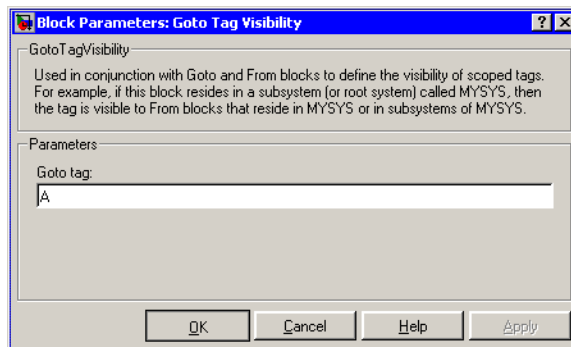 Block Parameters: Goto Tag Visibility
GotoTagVisibility
Used in conjunction with Goto and From blocks to define the visibility of scoped tags.
For example, if this block resides in a subsystem (or root system) called MYSYS, then
the tag is visible to From blocks that reside in MYSYS or in subsystems of MYSYS.
Parameters
Goto tag:
A
OK Cancel Help Apply